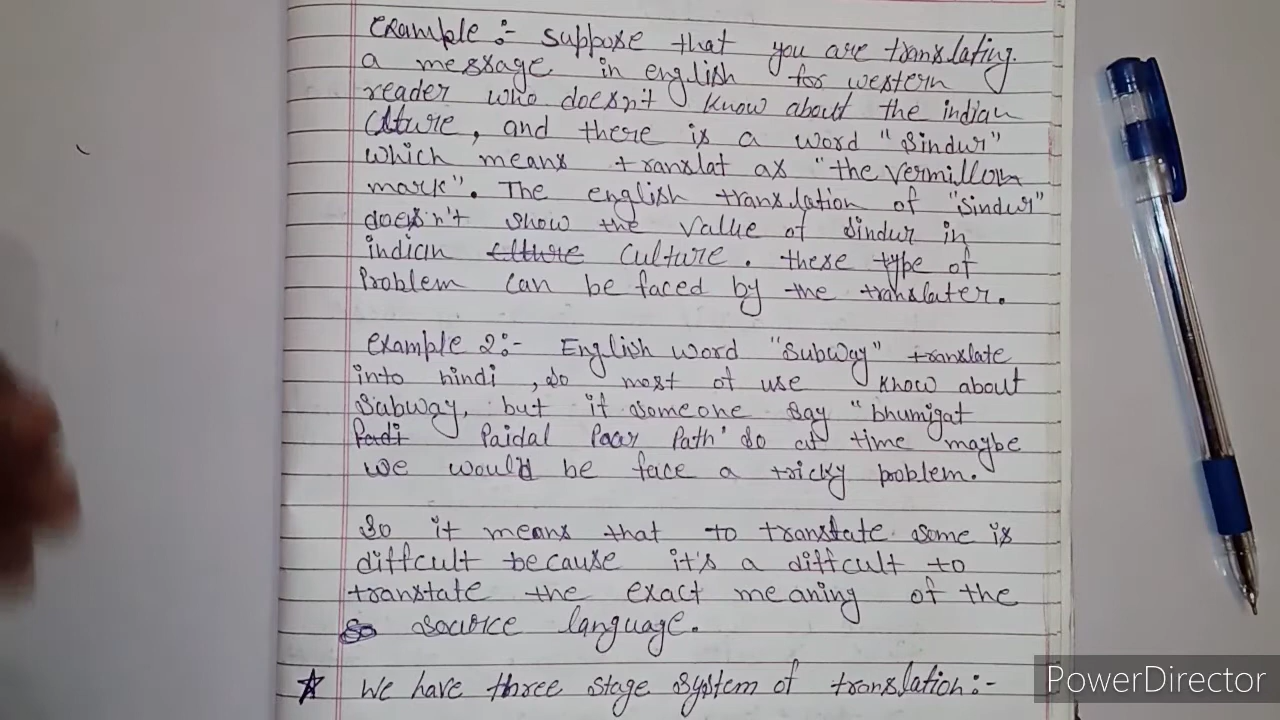 Example :- suppose that you are translating.
a message in english for western
reader who doesn't know about the indian
Clture, and there is a word "Sindur"
which means translat as "the vermillon
mark". The english translation of "Sindur"
doesn't show the value of Sindur in
indian Clture Culture. these type of
Problem can be faced by the translater.
Example 2:- English word "Subway" translate
into hindi, so most of use know about
Subway, but if someone say "bhumigat
Padi Paidal Paar Path' So at time maybe
we would be face a tricky problem.
So it means that to translate some is
diffcult because it's a difficult to
transtate the exact meaning of the
So source language.
☆ We have three stage system of translation:-
PowerDirector